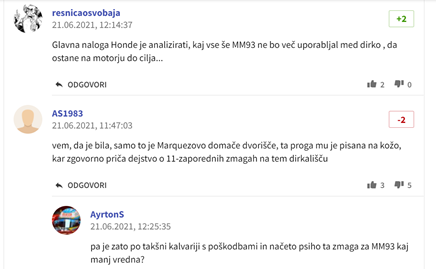 resnicaosvobaja
+2
21.06.2021, 12:14:37
Glavna naloga Honde je analizirati, kaj vse še MM93 ne bo več uporabljal med dirko , da
ostane na motorju do cilja...
ODGOVORI
2
0
AS1983
-2
21.06.2021, 11:47:03
vem, da je bila, samo to je Marquezovo domače dvorišče, ta proga mu je pisana na kožo,
kar zgovorno priča dejstvo o 11-zaporednih zmagah na tem dirkališču
ODGOVORI
3
5
AyrtonS
21.06.2021, 12:25:35
pa je zato po takšni kalvariji s poškodbami in načeto psiho ta zmaga za MM93 kaj
manj vredna?